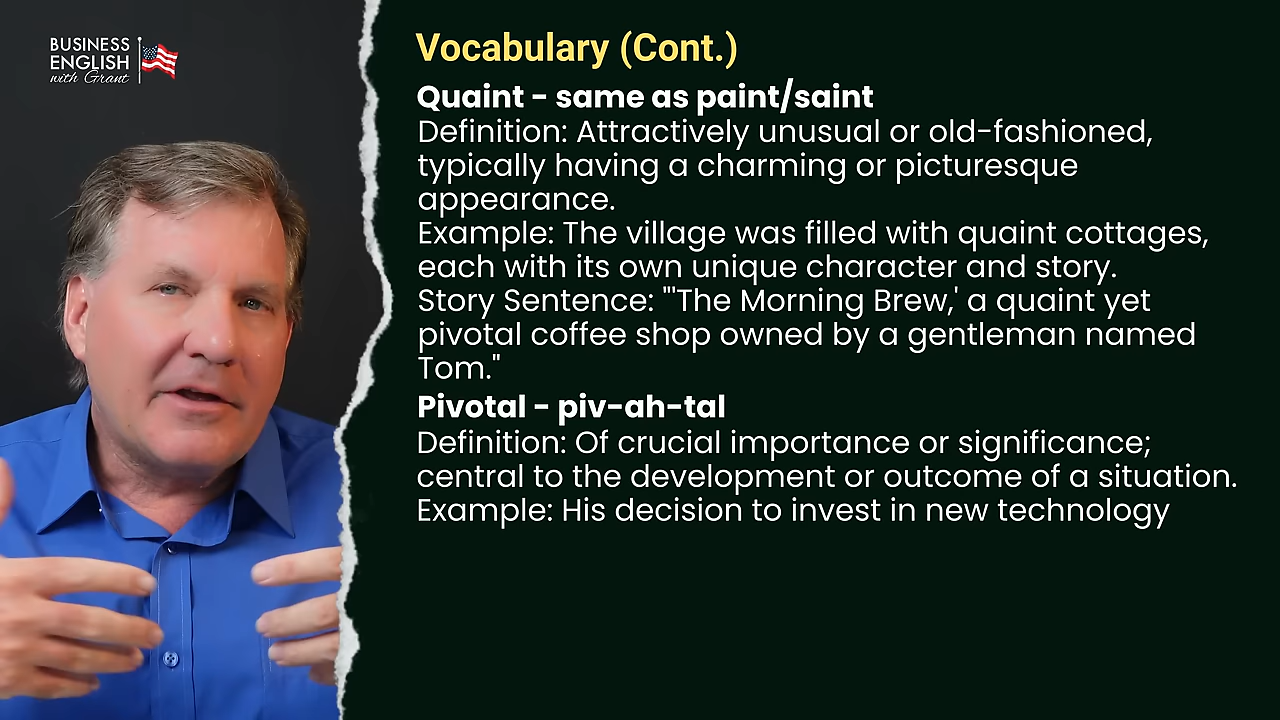 BUSINESS
ENGLISH
with Grant
Vocabulary (Cont.)
Quaint - same as paint/saint
Definition: Attractively unusual or old-fashioned,
typically having a charming or picturesque
appearance.
Example: The village was filled with quaint cottages,
each with its own unique character and story.
Story Sentence: "'The Morning Brew,' a quaint yet
pivotal coffee shop owned by a gentleman named
Tom."
Pivotal - piv-ah-tal
Definition: Of crucial importance or significance;
central to the development or outcome of a situation.
Example: His decision to invest in new technology